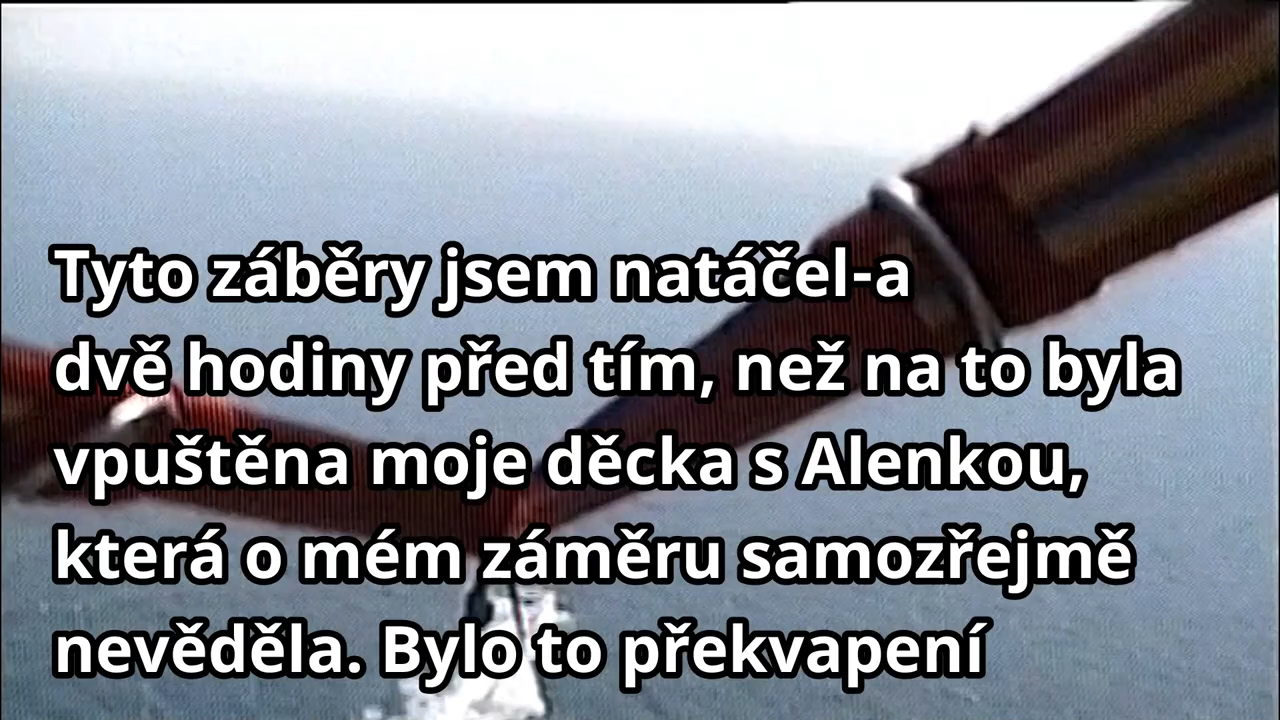 Tyto záběry jsem natáčel-a
dvě hodiny před tím, než na to byla
vpuštěna moje děcka s Alenkou,
která o mém záměru samozřejmě
nevěděla. Bylo to překvapení